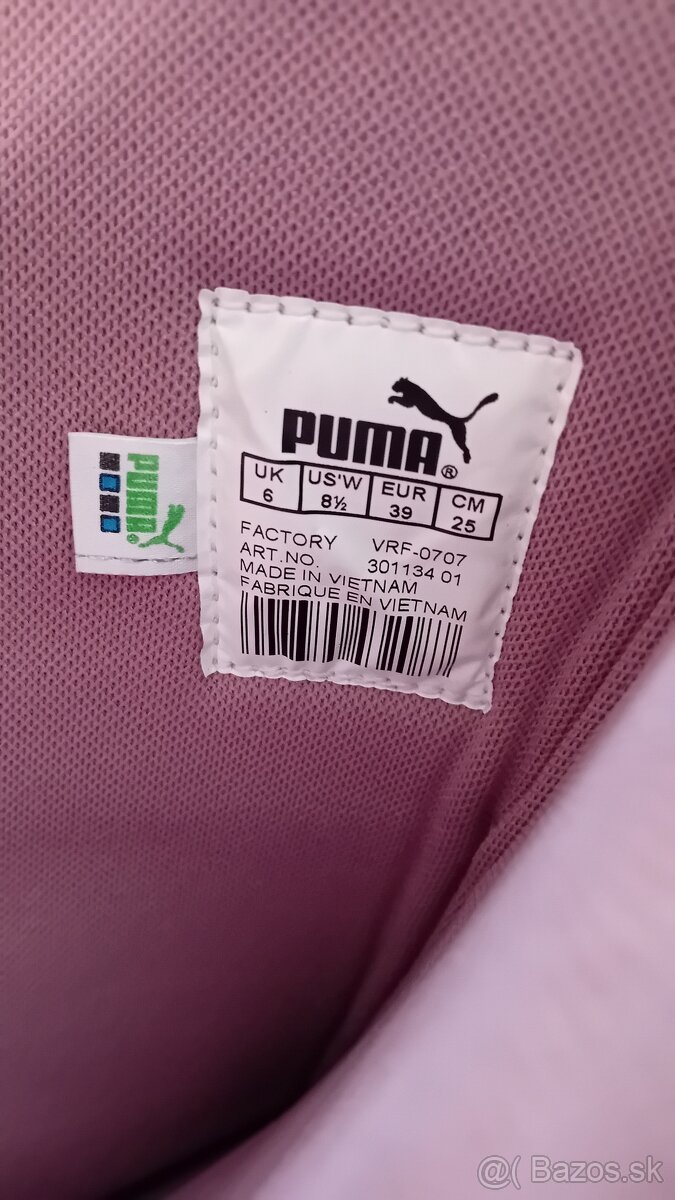 PUMA®
UK US'W EUR CM
6 8½ 39 25
FACTORY VRF-0707
ART.NO. 301134 01
MADE IN VIETNAM
FABRIQUE EN VIETNAM
PUMA®
@( Bazos.sk